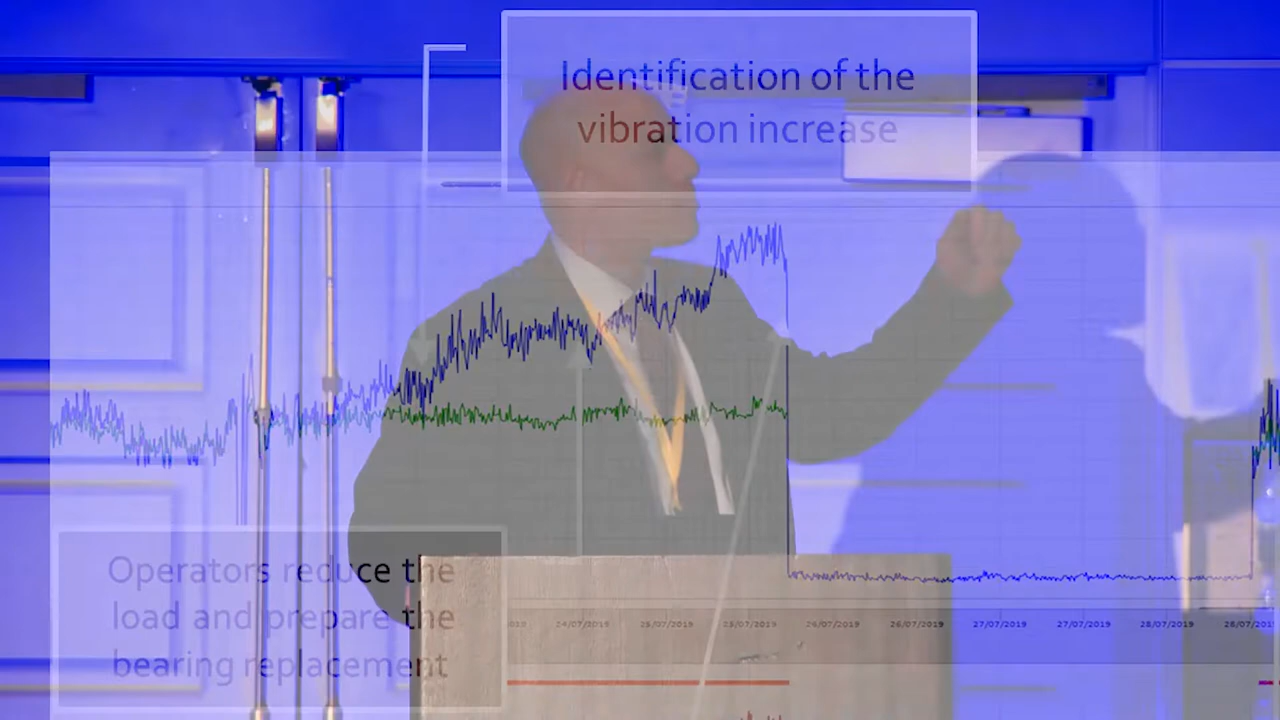 Identification of the
vibration increase
Operators reduce the
load and prepare the
bearing replacement
24/07/2019 25/07/2019 25/07/2019 26/07/2019 26/07/2019 27/07/2019 27/07/2019 28/07/2019